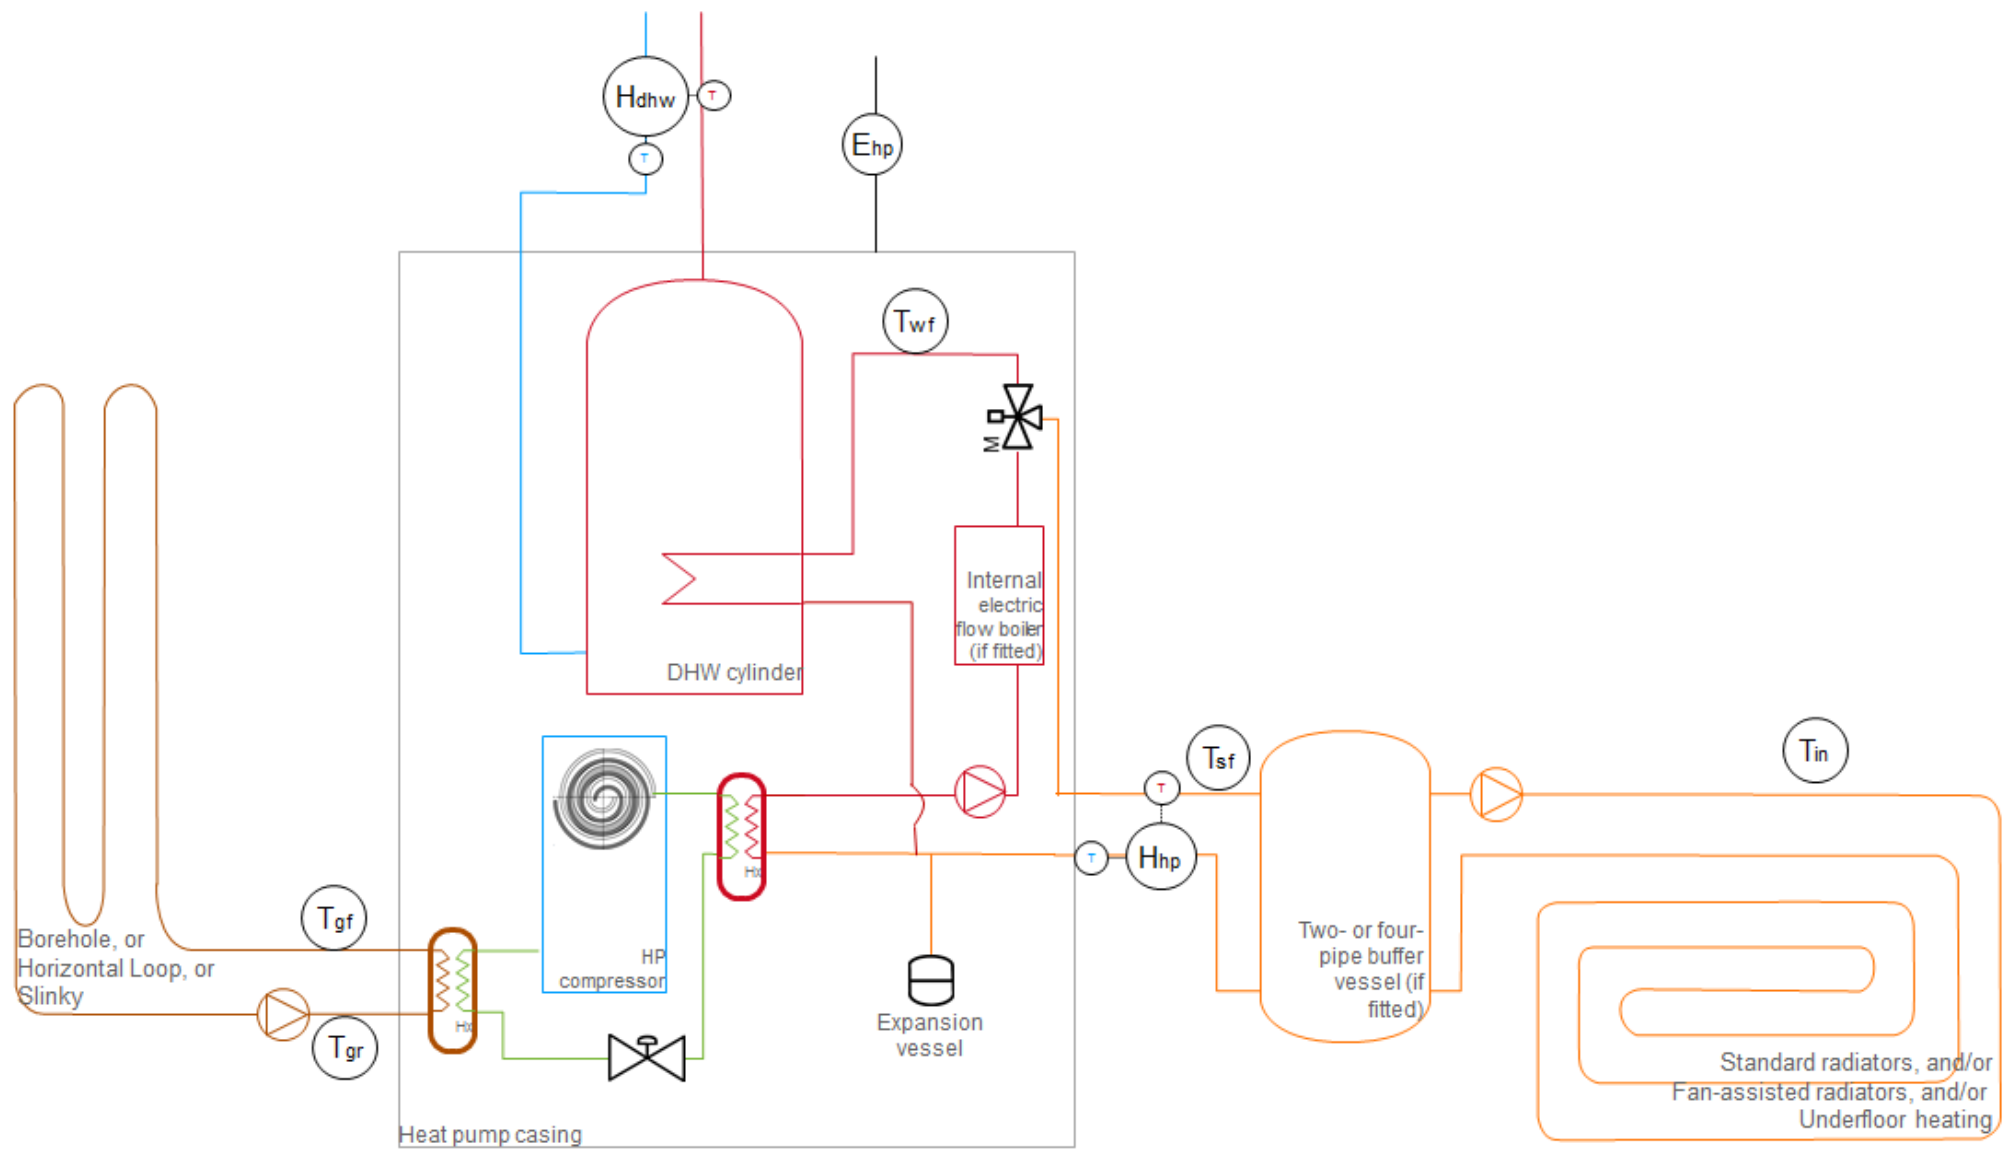 Hdhw
T
T
Ehp
Twf
M
Internal
electric
flow boiler
(if fitted)
DHW cylinder
Tsf
Tin
T
T
Hhp
Hx
Tgf
Borehole, or
Horizontal Loop, or
Slinky
Two- or four-
pipe buffer
vessel (if
fitted)
HP
compressor
Hx
Tgr
Expansion
vessel
Standard radiators, and/or
Fan-assisted radiators, and/or
Underfloor heating
Heat pump casing